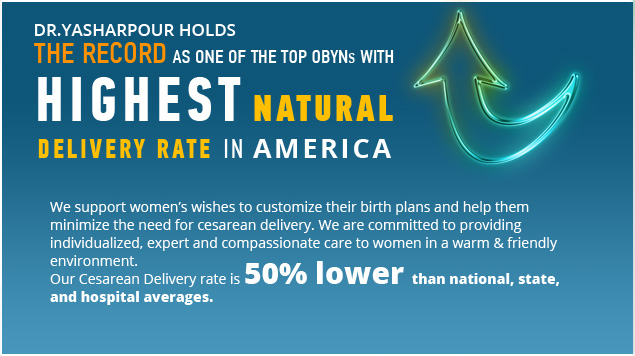 DR.YASHARPOUR HOLDS
THE RECORD AS ONE OF THE TOP OBYNs WITH
HIGHEST NATURAL
DELIVERY RATE IN AMERICA
We support women's wishes to customize their birth plans and help them
minimize the need for cesarean delivery. We are committed to providing
individualized, expert and compassionate care to women in a warm & friendly
environment.
Our Cesarean Delivery rate is 50% lower than national, state,
and hospital averages.